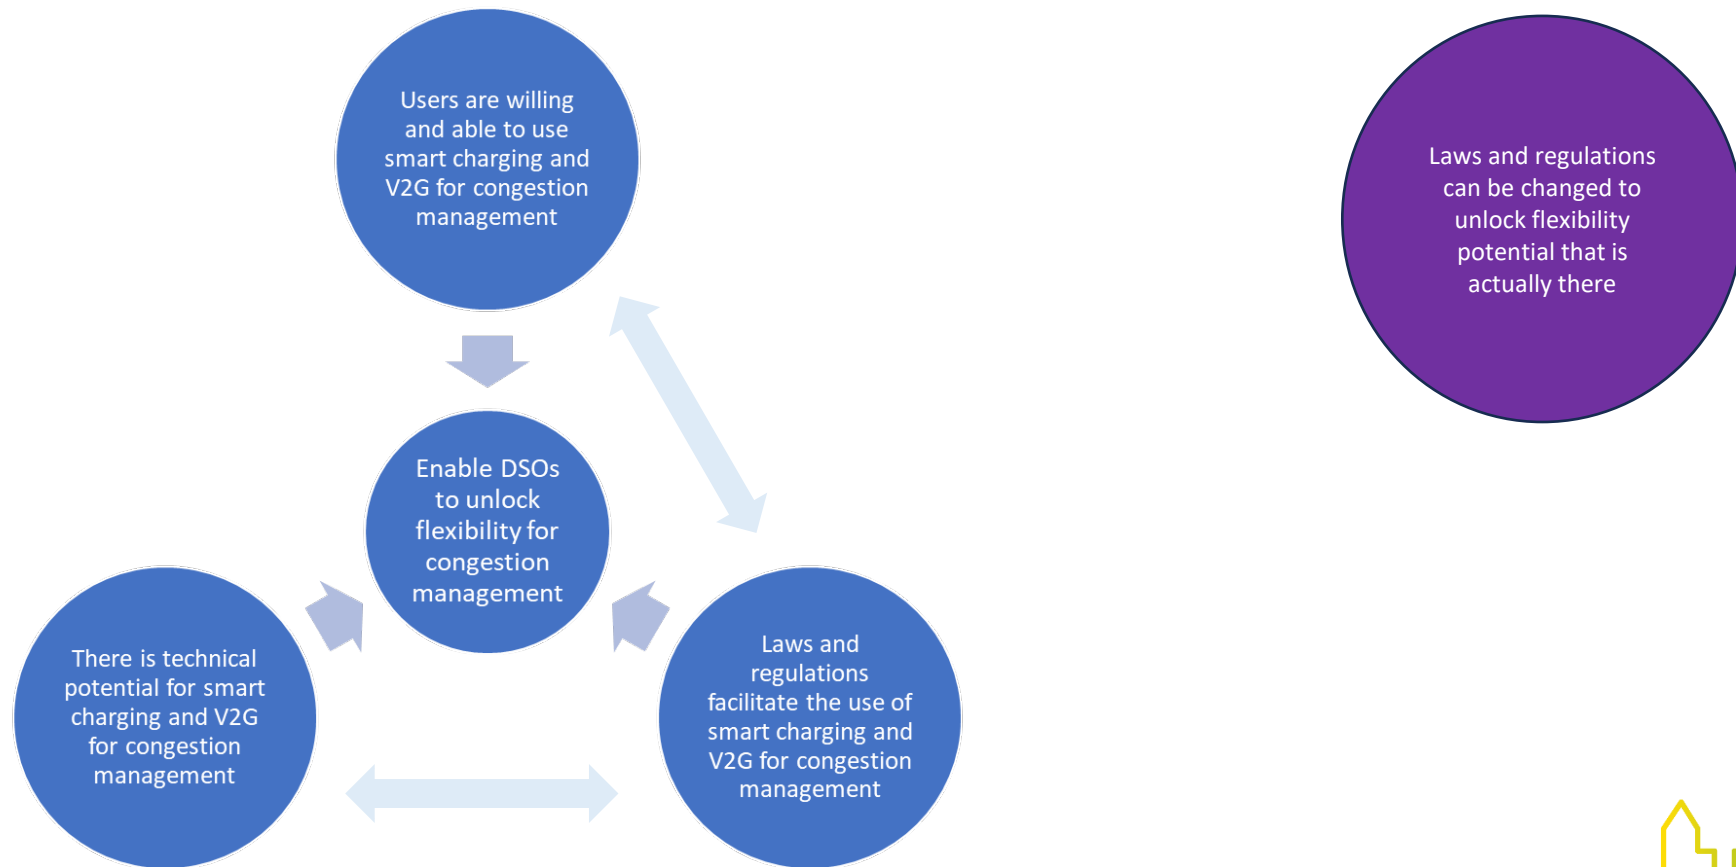 Users are willing
and able to use
smart charging and
V2G for congestion
management
Laws and regulations
can be changed to
unlock flexibility
potential that is
actually there
Enable DSOs
to unlock
flexibility for
congestion
management
There is technical
potential for smart
charging and V2G
for congestion
management
Laws and
regulations
facilitate the use of
smart charging and
V2G for congestion
management